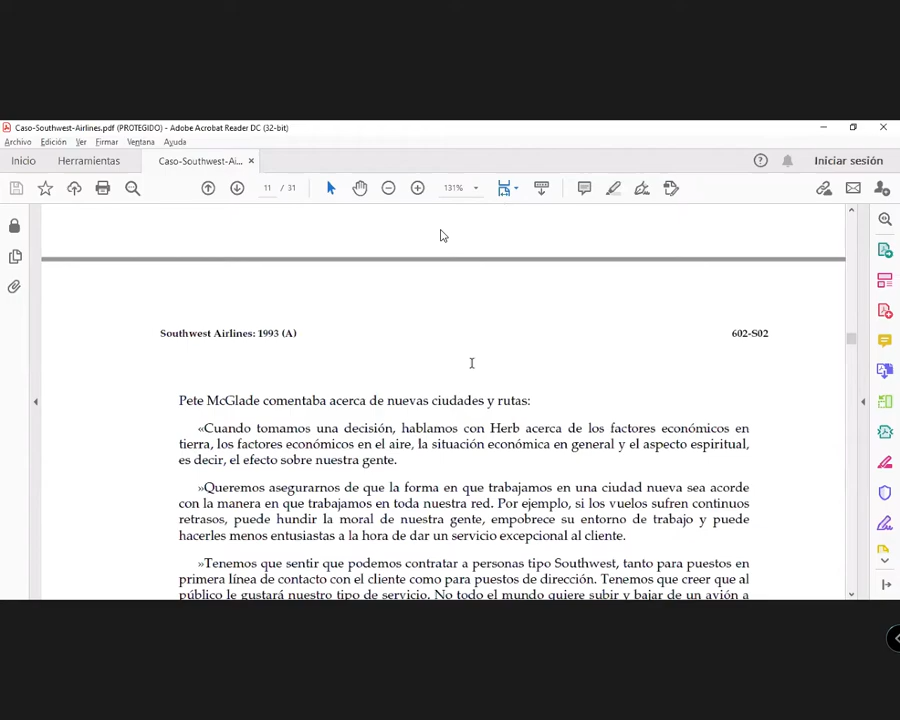 Caso-Southwest-Airlines.pdf (PROTEGIDO) - Adobe Acrobat Reader DC (32-bit)
Archivo Edición Ver Firmar Ventana Ayuda
Inicio Herramientas Caso-Southwest-Ai... × Iniciar sesión
11 / 31 131%
Southwest Airlines: 1993 (A) 602-S02
Pete McGlade comentaba acerca de nuevas ciudades y rutas:
«Cuando tomamos una decisión, hablamos con Herb acerca de los factores económicos en
tierra, los factores económicos en el aire, la situación económica en general y el aspecto espiritual,
es decir, el efecto sobre nuestra gente.
»Queremos asegurarnos de que la forma en que trabajamos en una ciudad nueva sea acorde
con la manera en que trabajamos en toda nuestra red. Por ejemplo, si los vuelos sufren continuos
retrasos, puede hundir la moral de nuestra gente, empobrece su entorno de trabajo y puede
hacerles menos entusiastas a la hora de dar un servicio excepcional al cliente.
»Tenemos que sentir que podemos contratar a personas tipo Southwest, tanto para puestos en
primera línea de contacto con el cliente como para puestos de dirección. Tenemos que creer que al
público le gustará nuestro tipo de servicio. No todo el mundo quiere subir y bajar de un avión a